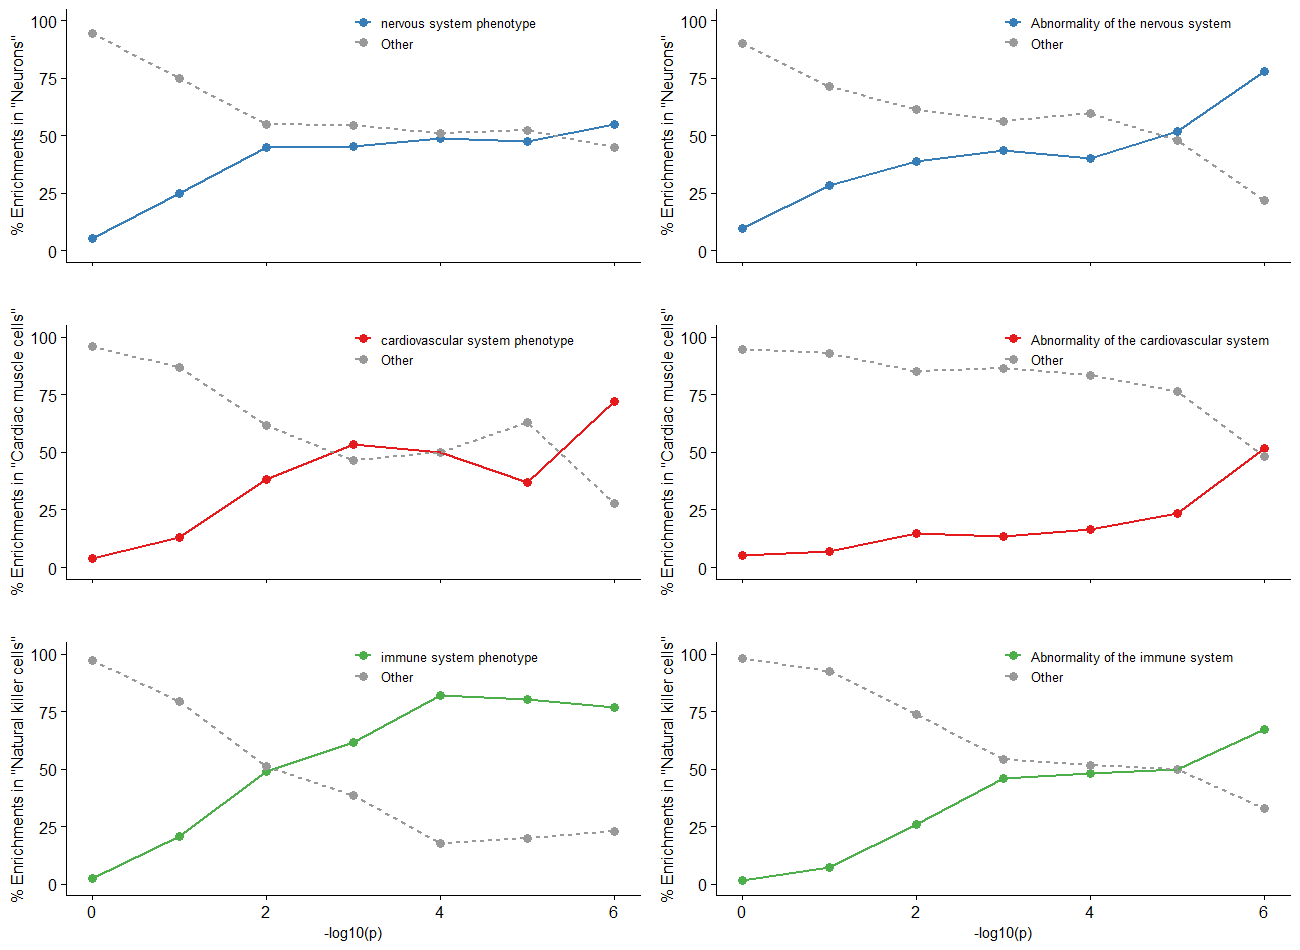 % Enrichments in "Neurons"
100
75
50
25
0
nervous system phenotype
Other
% Enrichments in "Neurons"
100
75
50
25
0
Abnormality of the nervous system
Other
% Enrichments in "Cardiac muscle cells"
100
75
50
25
0
cardiovascular system phenotype
Other
% Enrichments in "Cardiac muscle cells"
100
75
50
25
0
Abnormality of the cardiovascular system
Other
% Enrichments in "Natural killer cells"
100
75
50
25
0
immune system phenotype
Other
0 2 4 6
-log10(p)
% Enrichments in "Natural killer cells"
100
75
50
25
0
Abnormality of the immune system
Other
0 2 4 6
-log10(p)